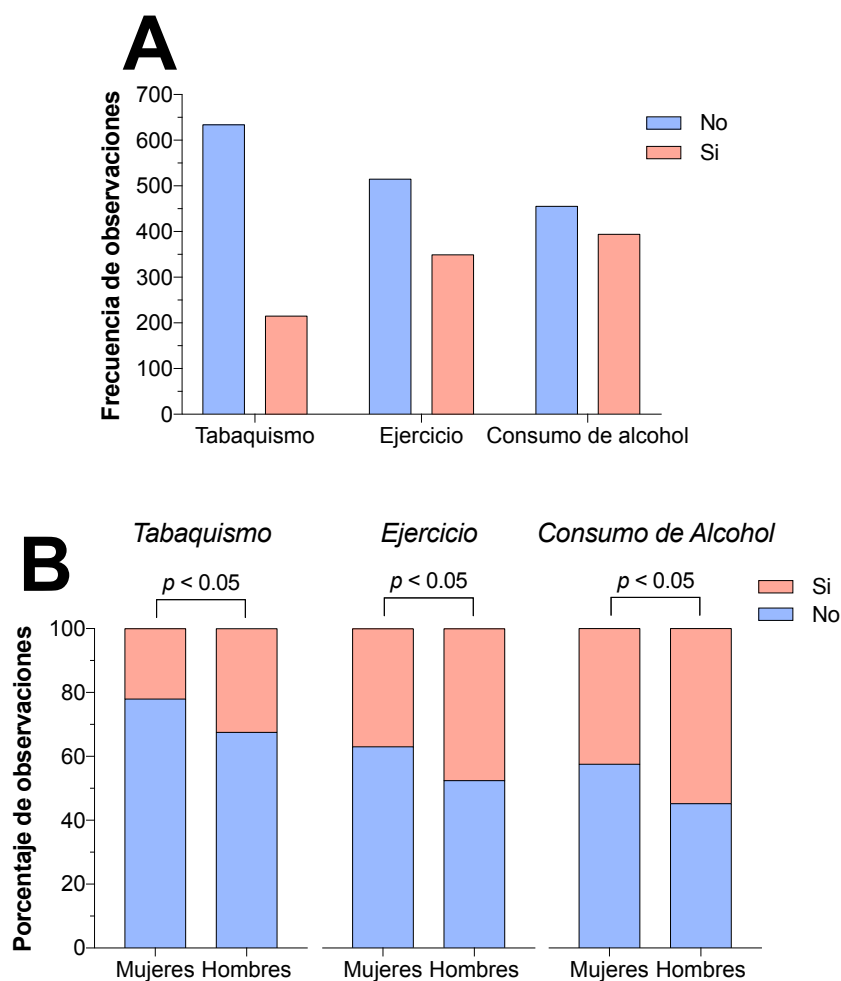 A
700
600
500
400
300
200
100
0
Frecuencia de observaciones
No
Si
Tabaquismo Ejercicio Consumo de alcohol
B
Tabaquismo Ejercicio Consumo de Alcohol
p < 0.05 p < 0.05 p < 0.05
Si
No
100
80
60
40
20
0
Porcentaje de observaciones
Mujeres Hombres Mujeres Hombres Mujeres Hombres